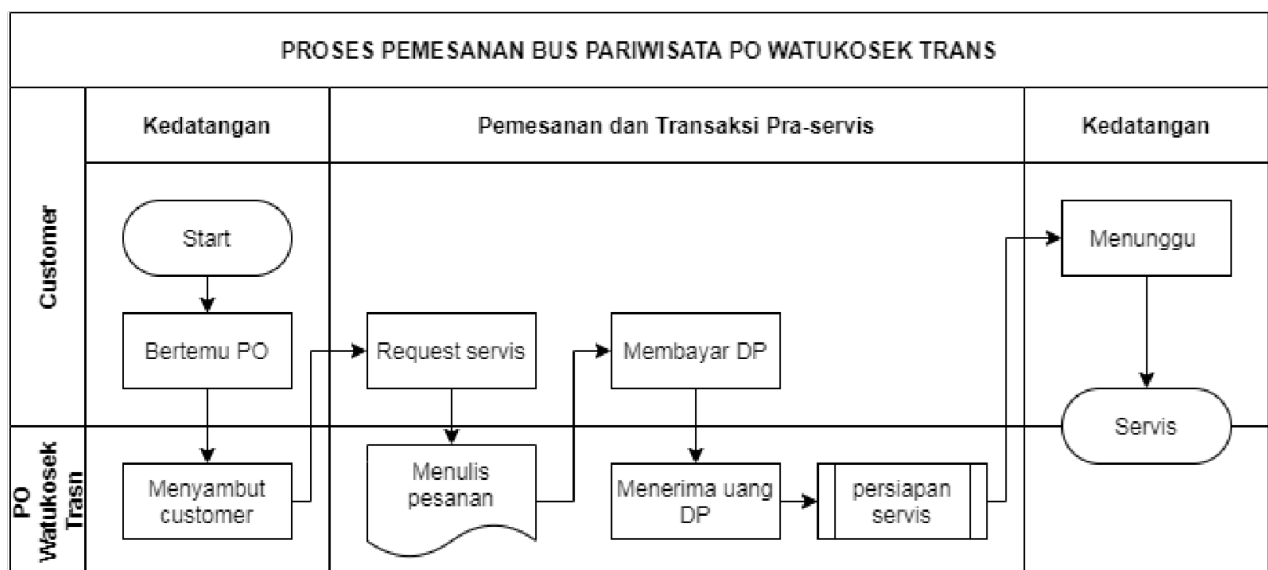 PROSES PEMESANAN BUS PARIWISATA PO WATUKOSEK TRANS
Kedatangan
Pemesanan dan Transaksi Pra-servis
Kedatangan
Customer
Start
Menunggu
Bertemu PO
Request servis
Membayar DP
Servis
PO
Watukosek
Trasn
Menyambut
customer
Menulis
pesanan
Menerima uang
DP
persiapan
servis